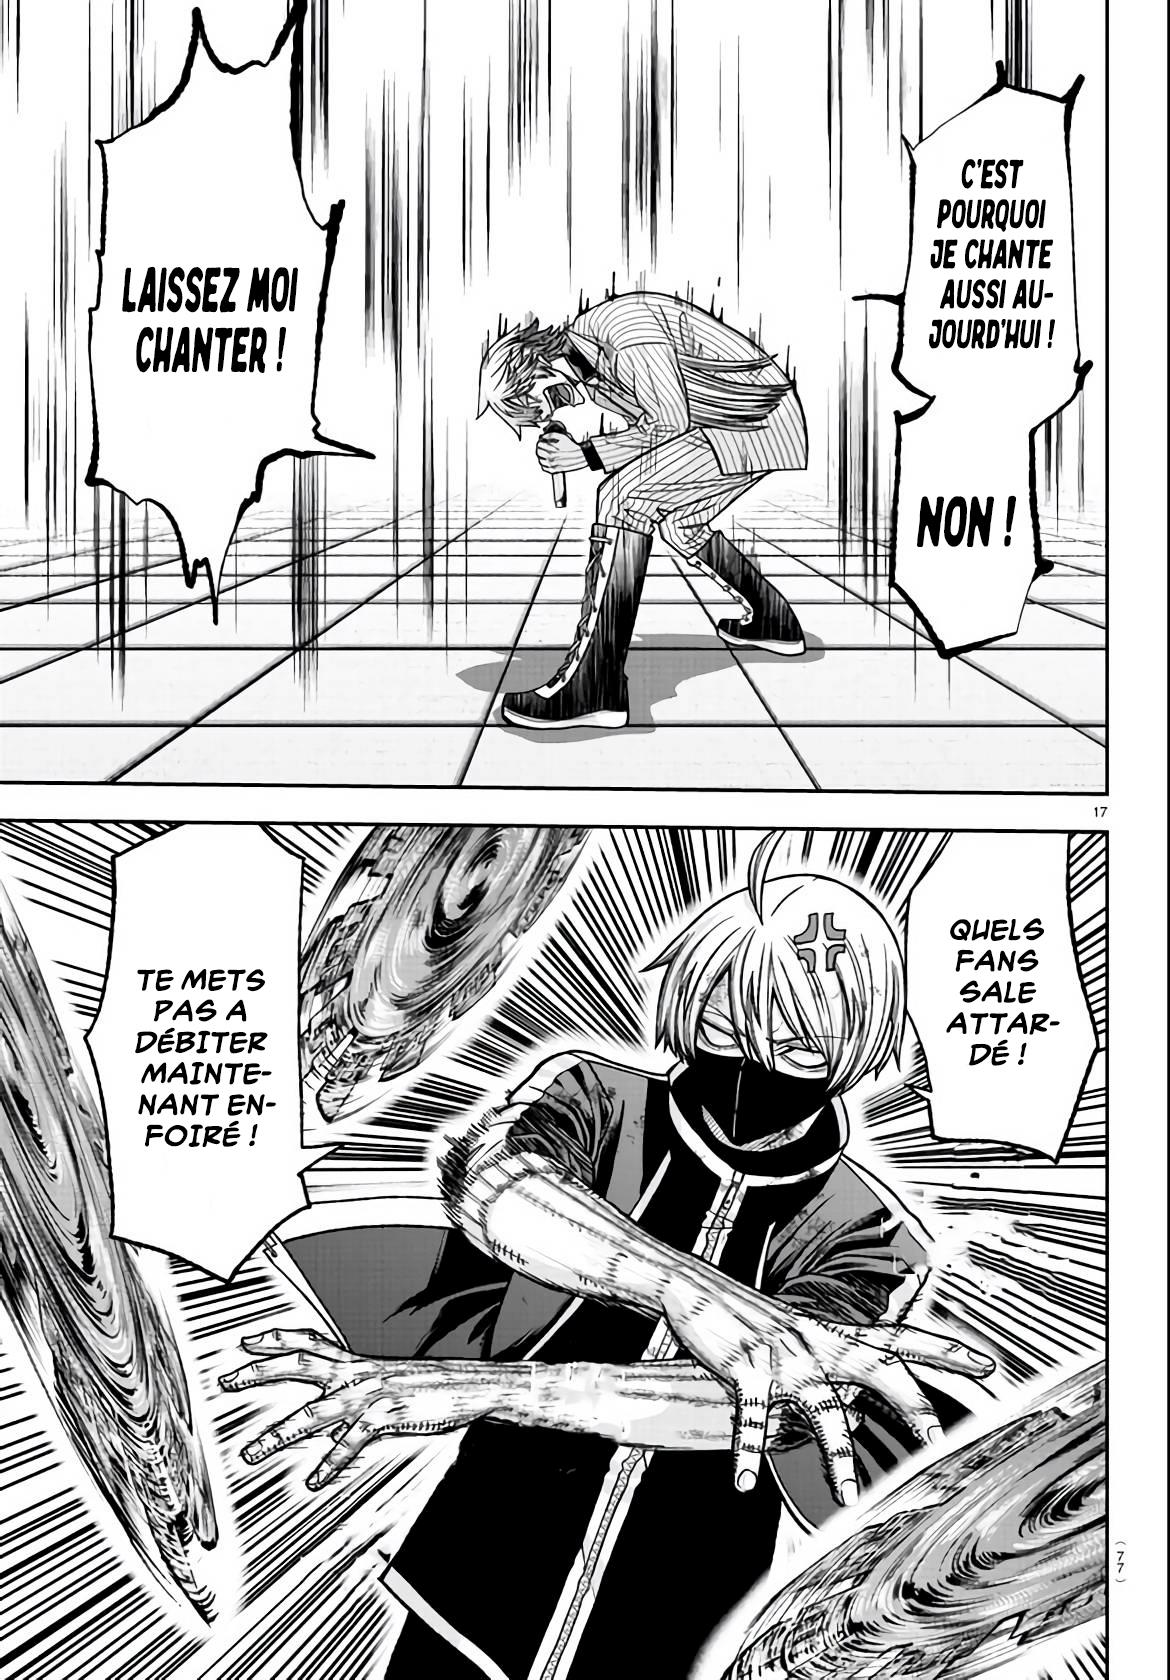 C'EST
POURQUOI
JE CHANTE
AUSSI AU-
JOURD'HUI !
NON !
LAISSEZ MOI
CHANTER !
17
QUELS
FANS
SALE
ATTAR-
DÉ !
TE METS
PAS A
DÉBITER
MAINTE-
NANT EN-
FOIRÉ !
(77)